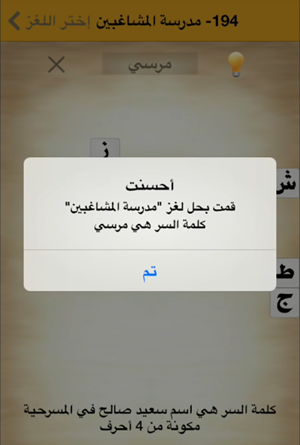 194- مدرسة المشاغبين إختر اللغز
مرسي
ز
ش
أحسنت
قمت بحل لغز "مدرسة المشاغبين"
كلمة السر هي مرسي
تم
ط
ج
كلمة السر هي اسم سعيد صالح في المسرحية
مكونة من 4 أحرف